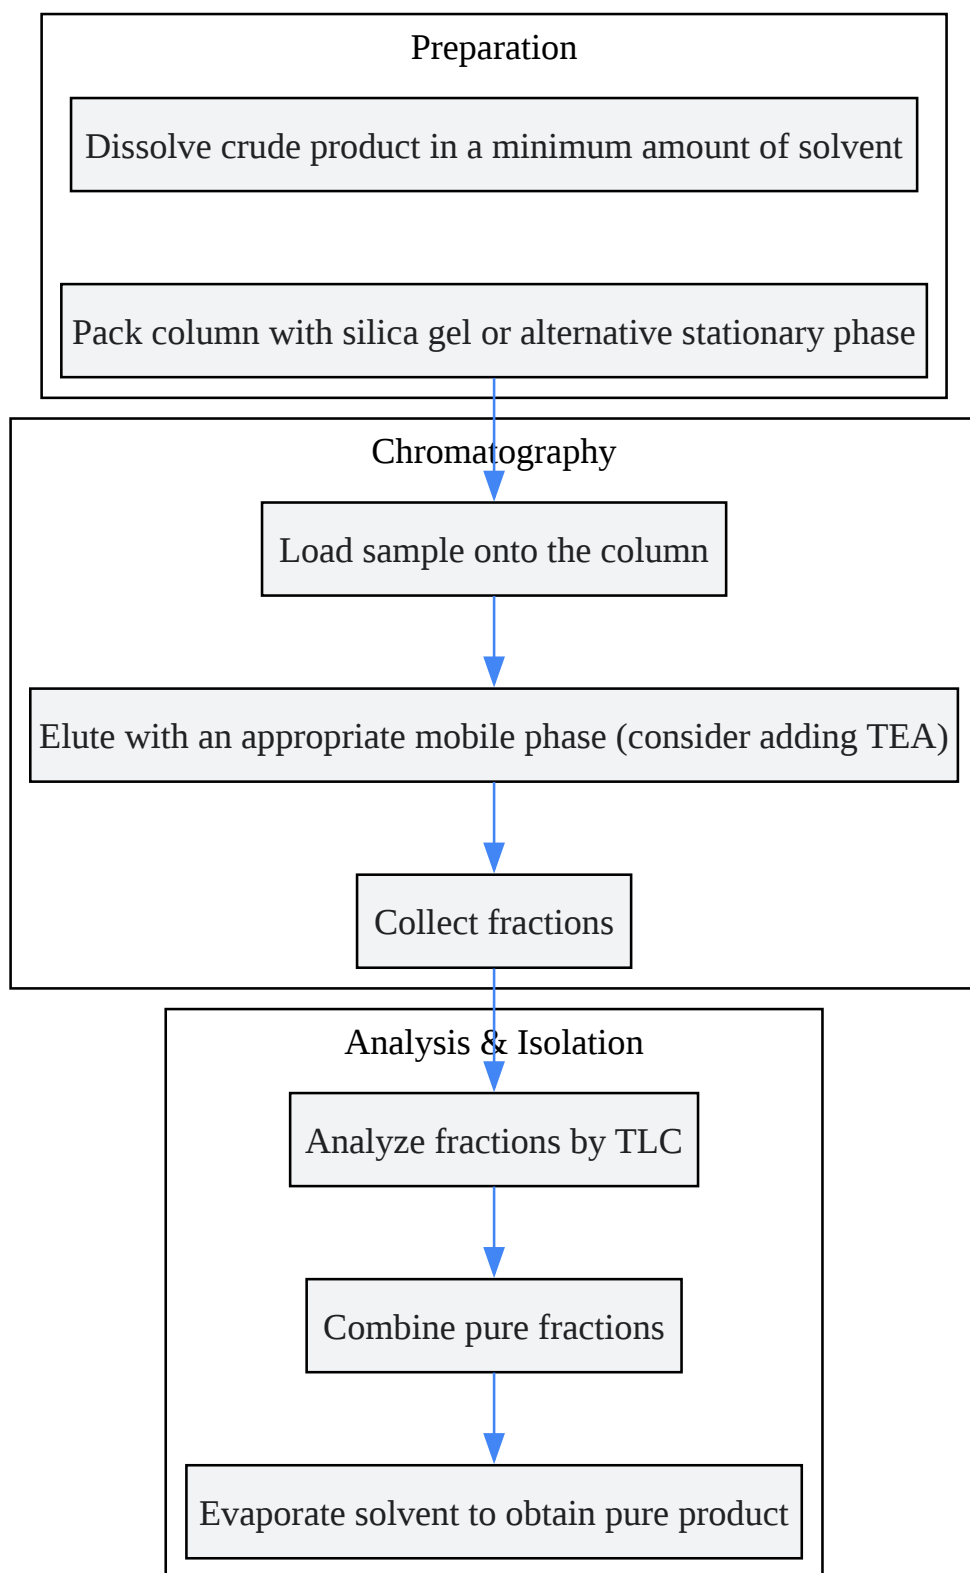 Preparation
Dissolve crude product in a minimum amount of solvent
Pack column with silica gel or alternative stationary phase
Chromatography
Load sample onto the column
Elute with an appropriate mobile phase (consider adding TEA)
Collect fractions
Analysis & Isolation
Analyze fractions by TLC
Combine pure fractions
Evaporate solvent to obtain pure product